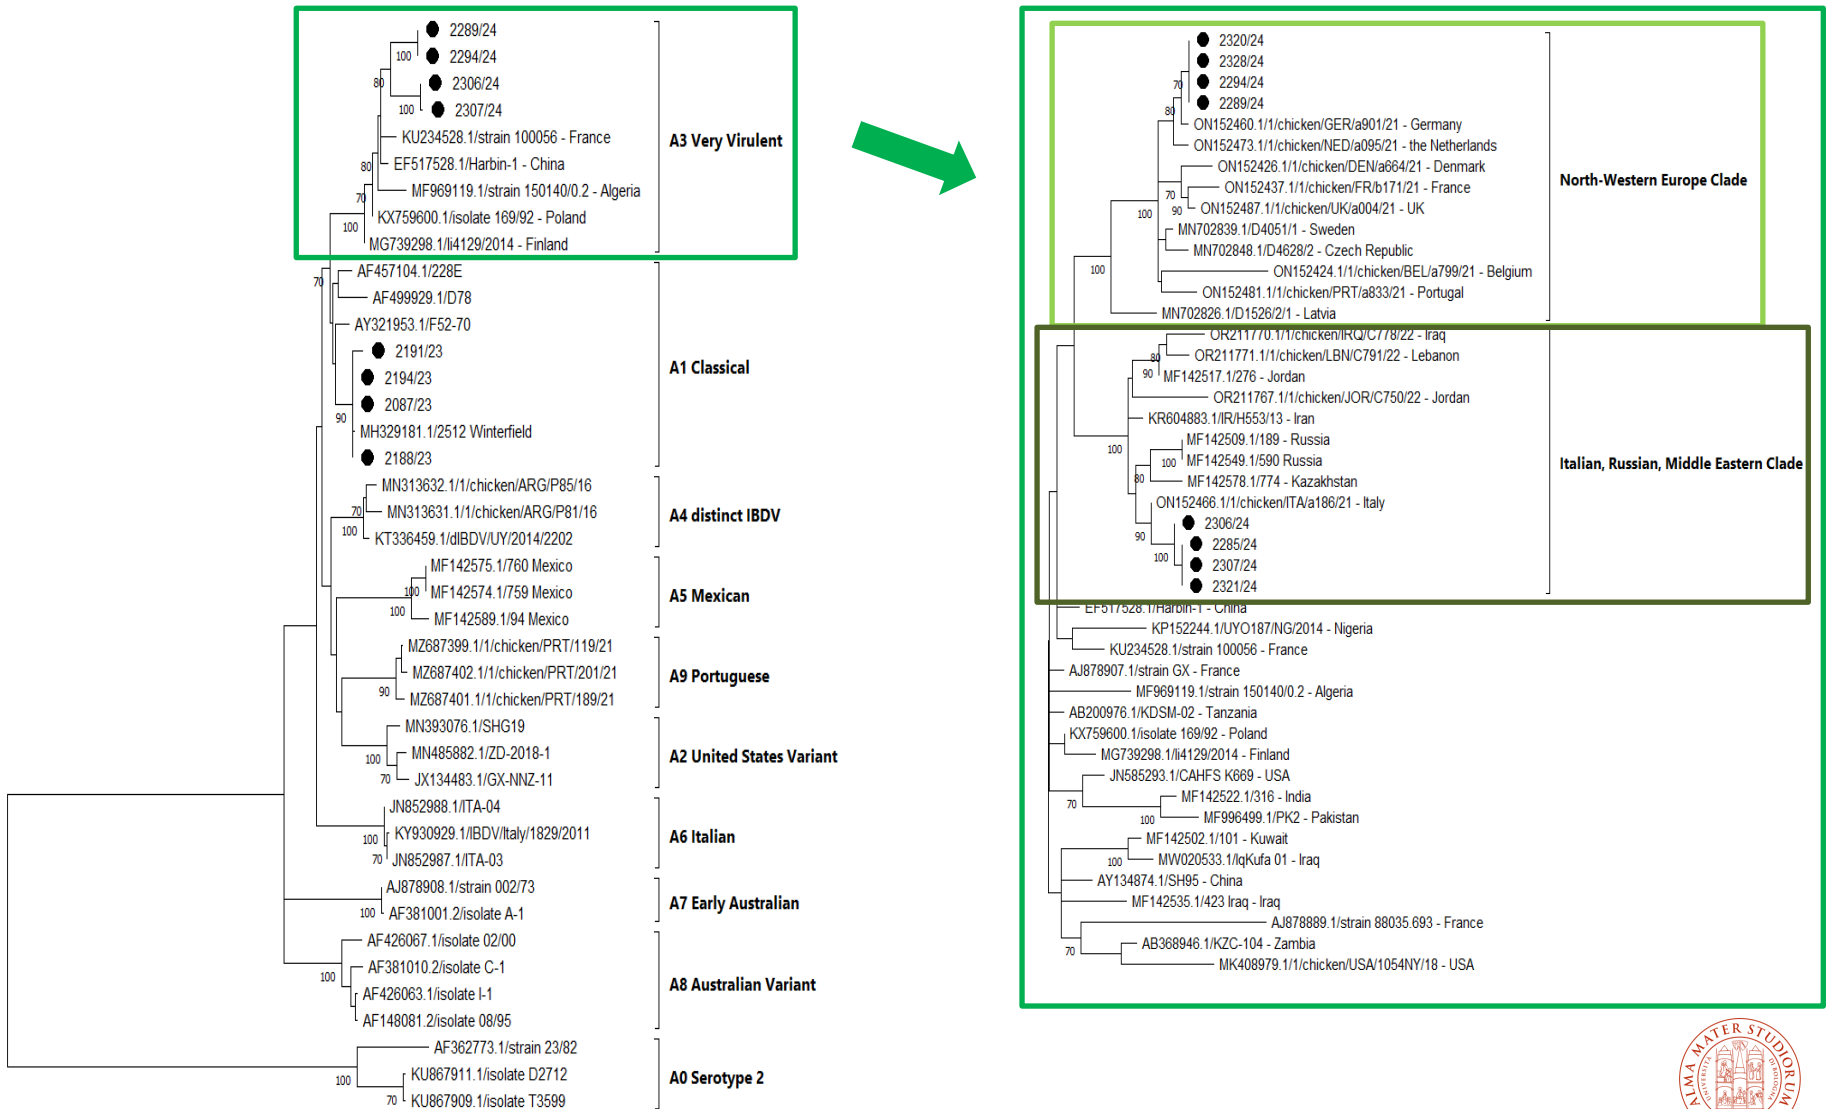 2289/24
2294/24
2306/24
2307/24
KU234528.1/strain 100056 - France
EF517528.1/Harbin-1 - China
MF969119.1/strain 150140/0.2 - Algeria
KX759600.1/isolate 169/92 - Poland
MG739298.1/li4129/2014 - Finland
100
80
100
80
70
100
A3 Very Virulent
70
AF457104.1/228E
AF499929.1/D78
AY321953.1/F52-70
2191/23
2194/23
2087/23
MH329181.1/2512 Winterfield
2188/23
90
A1 Classical
MN313632.1/1/chicken/ARG/P85/16
MN313631.1/1/chicken/ARG/P81/16
KT336459.1/dIBDV/UY/2014/2202
70
100
A4 distinct IBDV
MF142575.1/760 Mexico
MF142574.1/759 Mexico
MF142589.1/94 Mexico
100
100
A5 Mexican
MZ687399.1/1/chicken/PRT/119/21
MZ687402.1/1/chicken/PRT/201/21
MZ687401.1/1/chicken/PRT/189/21
90
A9 Portuguese
MN393076.1/SHG19
MN485882.1/ZD-2018-1
JX134483.1/GX-NNZ-11
100
70
A2 United States Variant
JN852988.1/ITA-04
KY930929.1/IBDV/Italy/1829/2011
JN852987.1/ITA-03
100
70
A6 Italian
AJ878908.1/strain 002/73
AF381001.2/isolate A-1
100
A7 Early Australian
AF426067.1/isolate 02/00
AF381010.2/isolate C-1
AF426063.1/isolate I-1
AF148081.2/isolate 08/95
100
A8 Australian Variant
AF362773.1/strain 23/82
KU867911.1/isolate D2712
KU867909.1/isolate T3599
100
70
A0 Serotype 2
2320/24
2328/24
2294/24
2289/24
ON152460.1/1/chicken/GER/a901/21 - Germany
ON152473.1/1/chicken/NED/a095/21 - the Netherlands
ON152426.1/1/chicken/DEN/a664/21 - Denmark
ON152437.1/1/chicken/FR/b171/21 - France
ON152487.1/1/chicken/UK/a004/21 - UK
MN702839.1/D4051/1 - Sweden
MN702848.1/D4628/2 - Czech Republic
ON152424.1/1/chicken/BEL/a799/21 - Belgium
ON152481.1/1/chicken/PRT/a833/21 - Portugal
MN702826.1/D1526/2/1 - Latvia
70
80
70
90
100
100
North-Western Europe Clade
OR211770.1/1/chicken/IRQ/C778/22 - Iraq
OR211771.1/1/chicken/LBN/C791/22 - Lebanon
MF142517.1/276 - Jordan
OR211767.1/1/chicken/JOR/C750/22 - Jordan
KR604883.1/IR/H553/13 - Iran
MF142509.1/189 - Russia
MF142549.1/590 Russia
MF142578.1/774 - Kazakhstan
ON152466.1/1/chicken/ITA/a186/21 - Italy
2306/24
2285/24
2307/24
2321/24
80
90
100
100
80
90
100
Italian, Russian, Middle Eastern Clade
EF517528.1/Harbin-1 - China
KP152244.1/UYO187/NG/2014 - Nigeria
KU234528.1/strain 100056 - France
AJ878907.1/strain GX - France
MF969119.1/strain 150140/0.2 - Algeria
AB200976.1/KDSM-02 - Tanzania
KX759600.1/isolate 169/92 - Poland
MG739298.1/li4129/2014 - Finland
JN585293.1/CAHFS K669 - USA
MF142522.1/316 - India
MF996499.1/PK2 - Pakistan
MF142502.1/101 - Kuwait
MW020533.1/IqKufa 01 - Iraq
AY134874.1/SH95 - China
MF142535.1/423 Iraq - Iraq
AJ878889.1/strain 88035.693 - France
AB368946.1/KZC-104 - Zambia
MK408979.1/1/chicken/USA/1054NY/18 - USA
70
100
100
70
ALMA MATER STUDIORUM